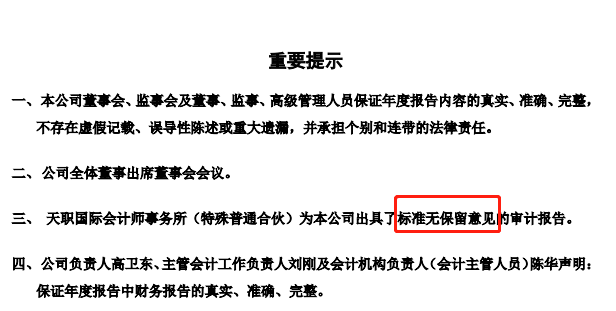 重要提示
一、本公司董事会、监事会及董事、监事、高级管理人员保证年度报告内容的真实、准确、完整，
不存在虚假记载、误导性陈述或重大遗漏，并承担个别和连带的法律责任。
二、公司全体董事出席董事会会议。
三、 天职国际会计师事务所（特殊普通合伙）为本公司出具了标准无保留意见的审计报告。
四、公司负责人高卫东、主管会计工作负责人刘刚及会计机构负责人（会计主管人员）陈华声明：
保证年度报告中财务报告的真实、准确、完整。